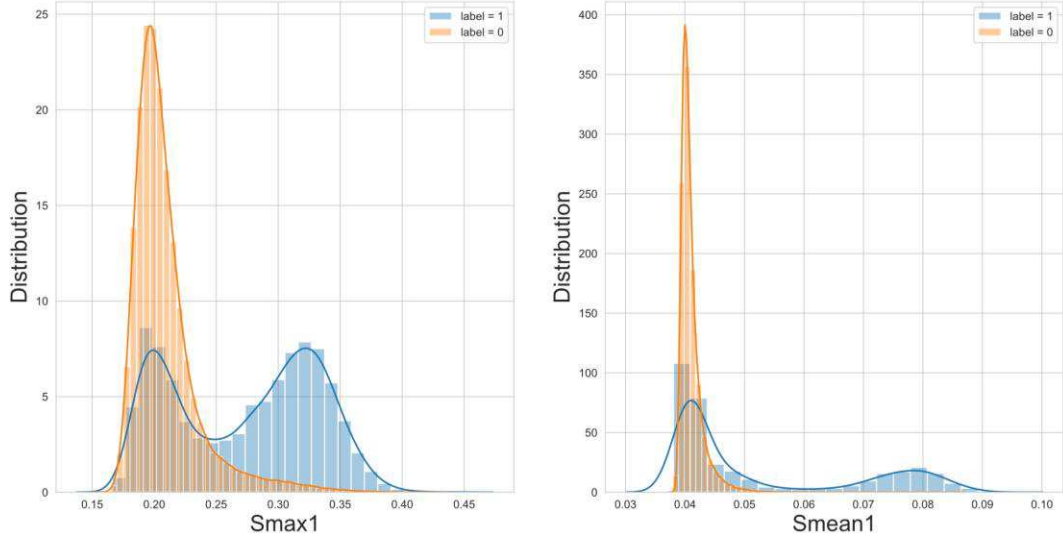 25
20
15
10
5
0
Distribution
label = 1
label = 0
0.15 0.20 0.25 0.30 0.35 0.40 0.45
Smax1
400
350
300
250
200
150
100
50
0
Distribution
label = 1
label = 0
0.03 0.04 0.05 0.06 0.07 0.08 0.09 0.10
Smean1